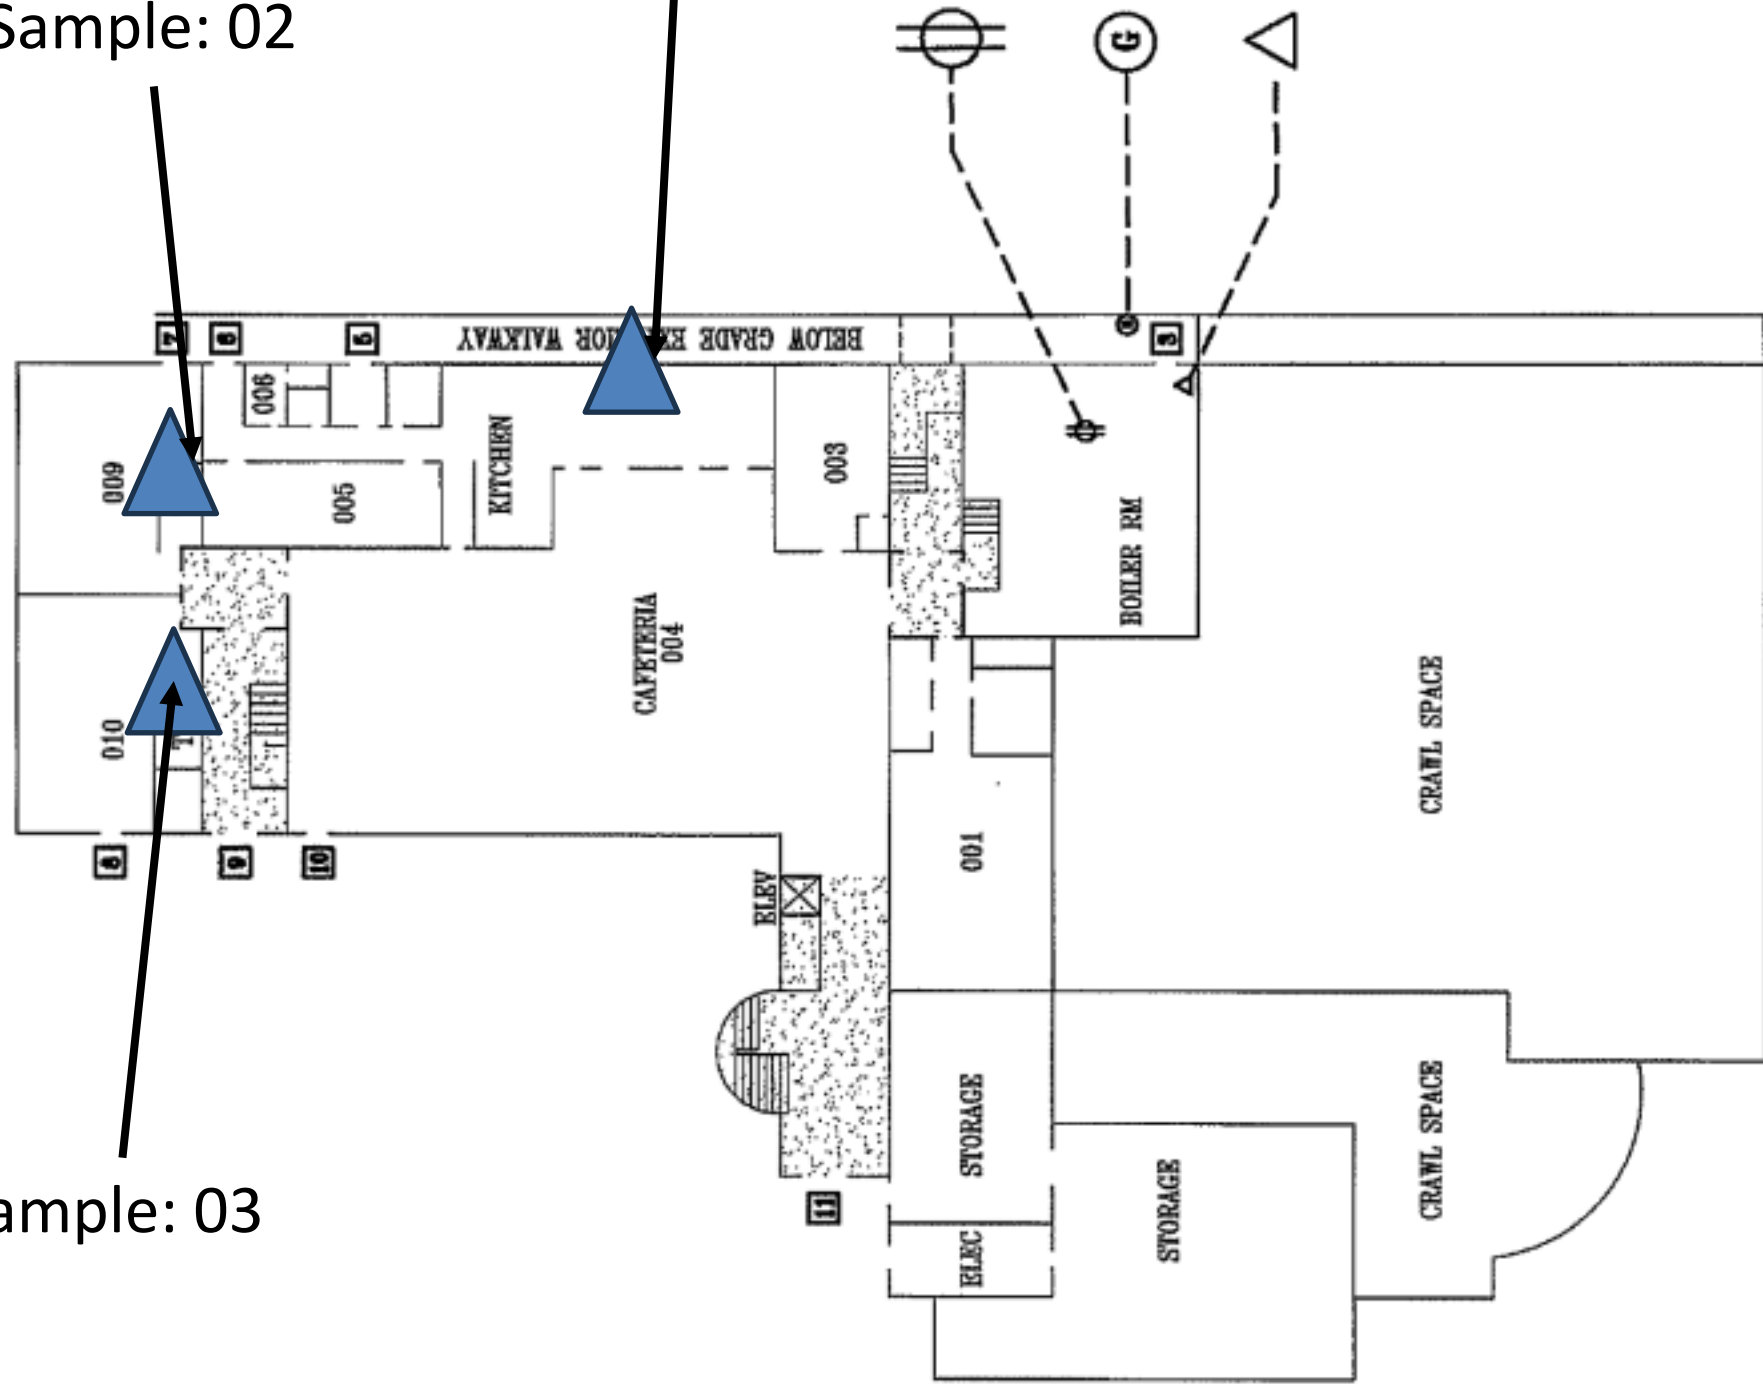 Sample: 02
G
7
6
5
BELOW GRADE EXTERIOR WALKWAY
3
006
009
005
KITCHEN
003
BOILER RM
CAFETERIA
004
010
T
CRAWL SPACE
8
9
10
001
ELEV
STORAGE
CRAWL SPACE
STORAGE
11
ample: 03
ELEC